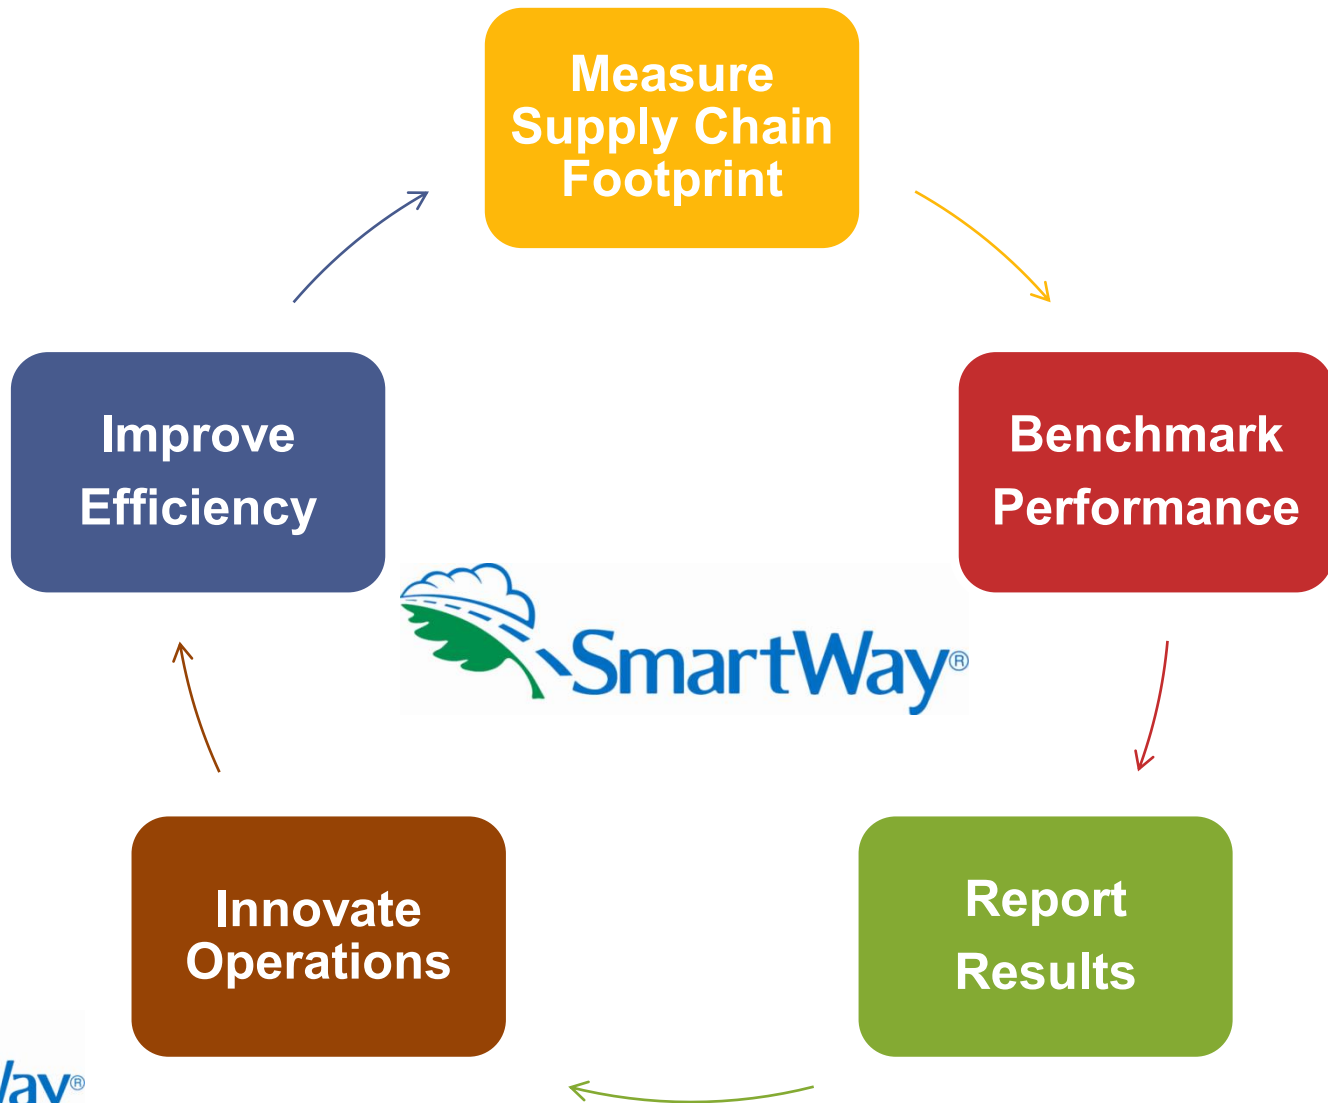 Measure
Supply Chain
Footprint
Benchmark
Performance
Report
Results
Innovate
Operations
Improve
Efficiency
SmartWay®